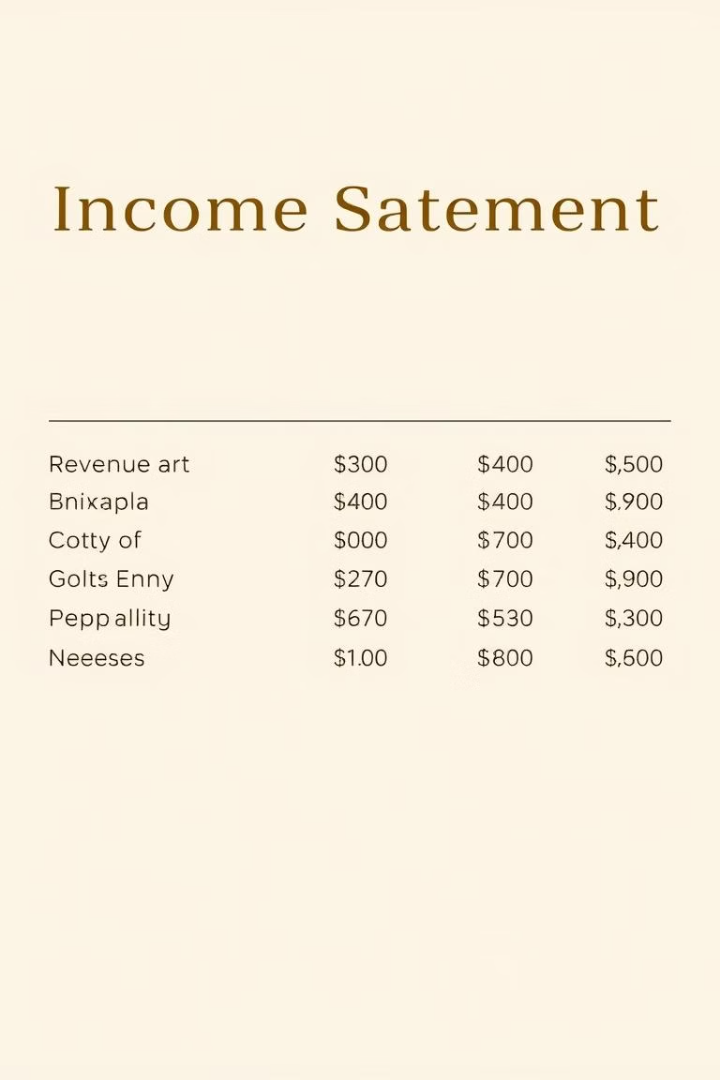 Income Satement
Revenue art $300 $400 $,500
Bnixapla $400 $400 $,900
Cotty of $000 $700 $,400
Golts Enny $270 $700 $,900
Peppallity $670 $530 $,300
Neeeses $1.00 $800 $,500